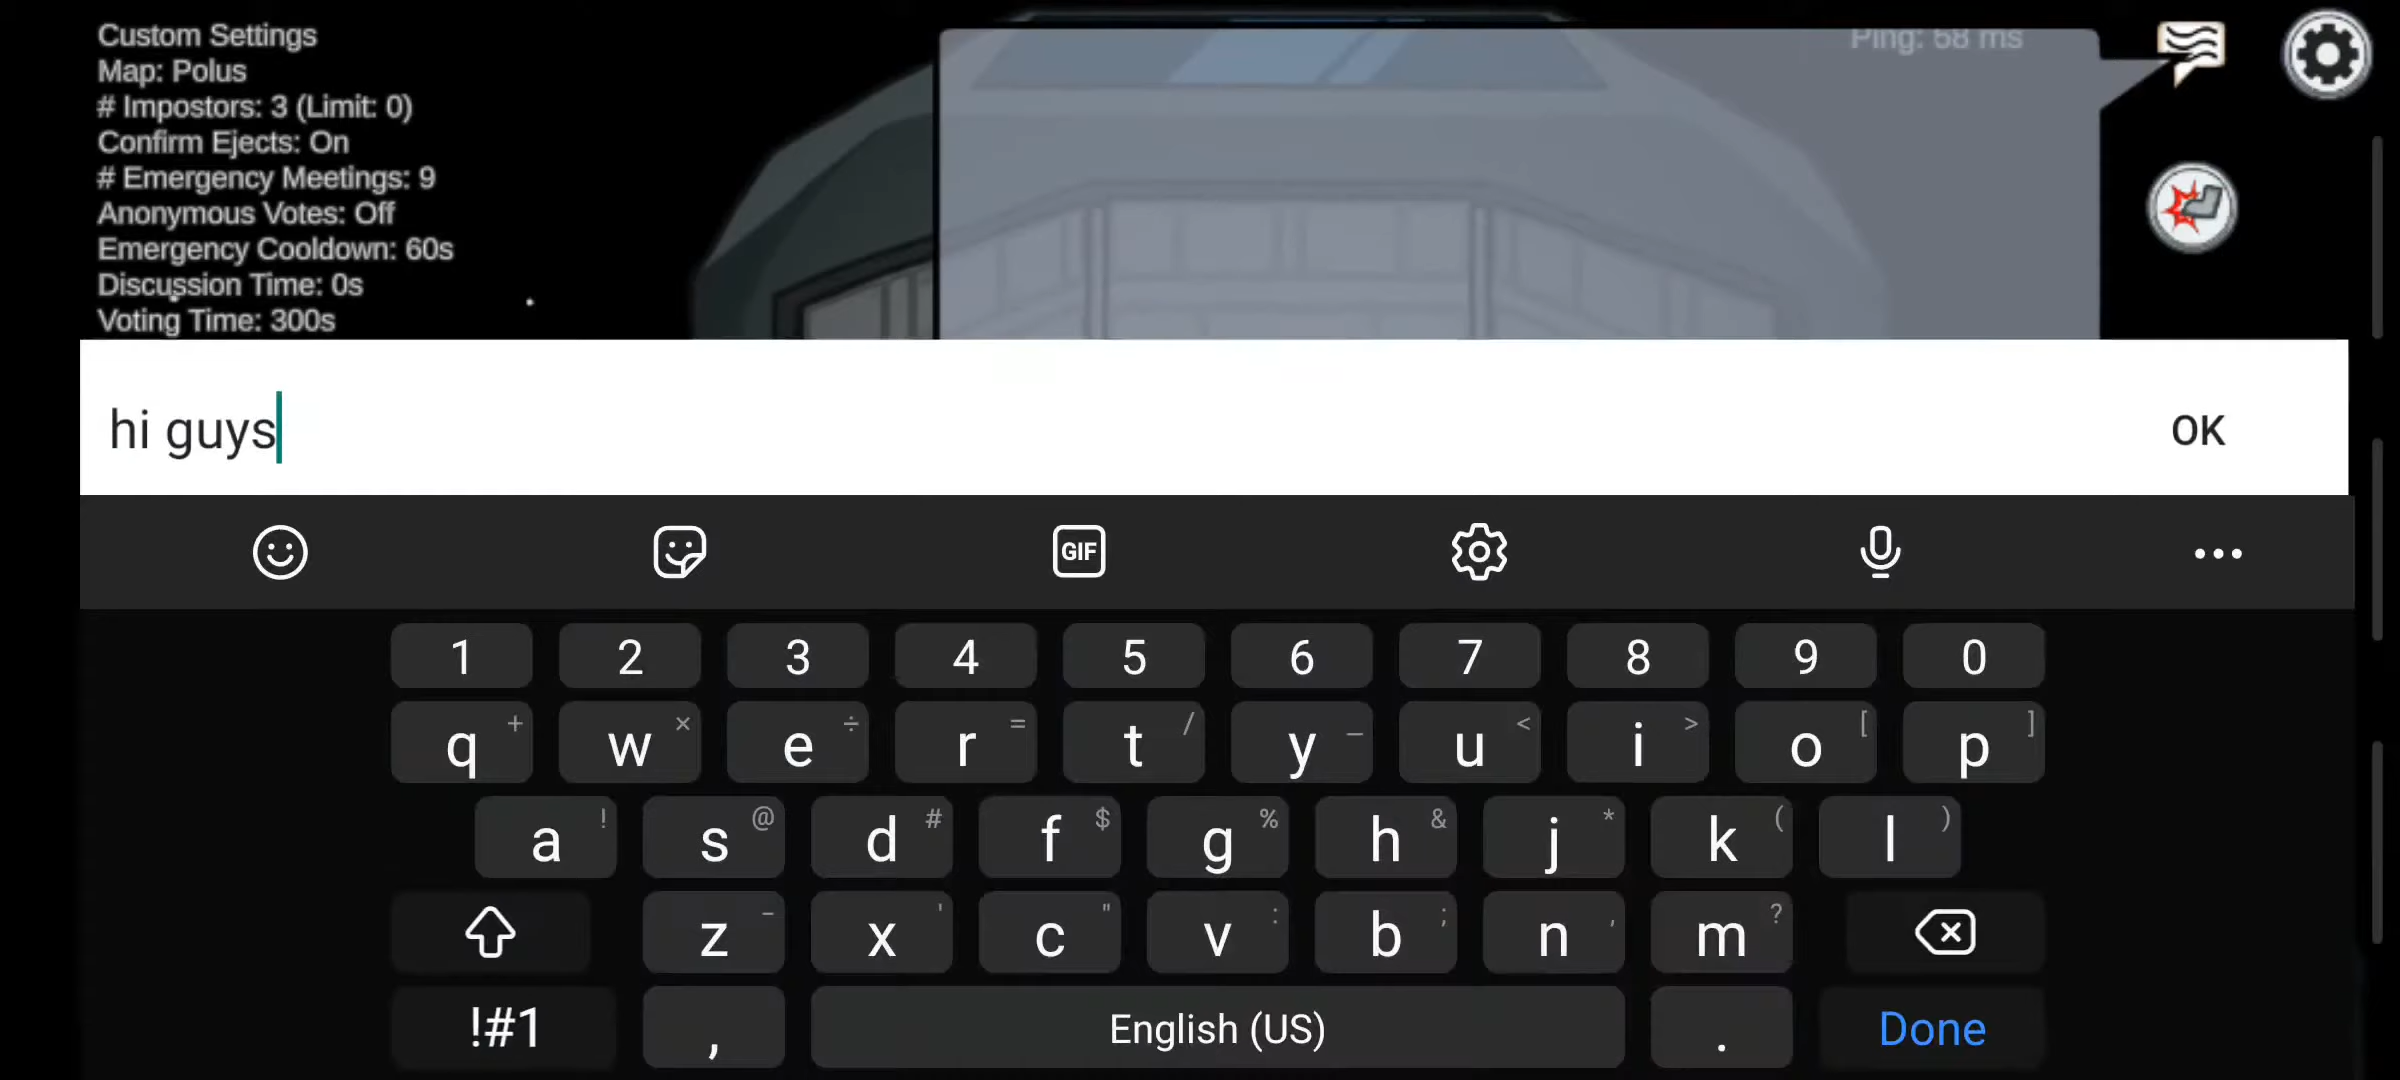 Custom Settings
Map: Polus
# Impostors: 3 (Limit: 0)
Confirm Ejects: On
# Emergency Meetings: 9
Anonymous Votes: Off
Emergency Cooldown: 60s
Discussion Time: 0s
Voting Time: 300s
Ping: 68 ms
hi guys
OK
GIF
1 2 3 4 5 6 7 8 9 0
q + w × e ÷ r = t / y _ u < i > o [ p ]
a ! s @ d # f $ g % h & j * k ( l )
z - x ' c " v : b ; n , m ?
!#1 , English (US) . Done